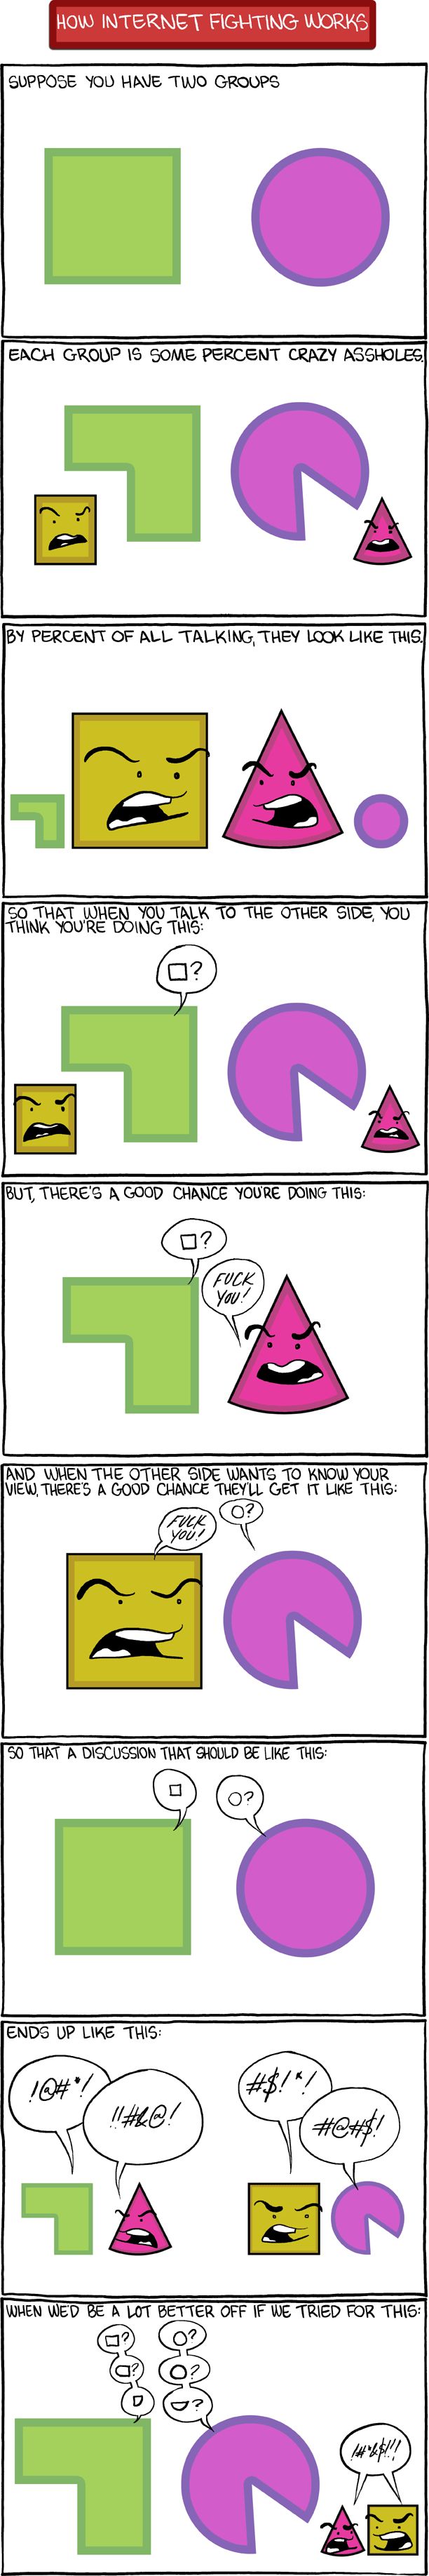 HOW INTERNET FIGHTING WORKS
SUPPOSE YOU HAVE TWO GROUPS
EACH GROUP IS SOME PERCENT CRAZY ASSHOLES.
BY PERCENT OF ALL TALKING, THEY LOOK LIKE THIS.
SO THAT WHEN YOU TALK TO THE OTHER SIDE, YOU
THINK YOU'RE DOING THIS:
?
BUT, THERE'S A GOOD CHANCE YOU'RE DOING THIS:
?
FUCK
YOU!
AND WHEN THE OTHER SIDE WANTS TO KNOW YOUR
VIEW, THERE'S A GOOD CHANCE THEY'LL GET IT LIKE THIS:
FUCK
YOU!
?
SO THAT A DISCUSSION THAT SHOULD BE LIKE THIS:
?
ENDS UP LIKE THIS:
!@#*!
!!#&@!
#$!*!
#@#$!
WHEN WE'D BE A LOT BETTER OFF IF WE TRIED FOR THIS:
?
?
?
?
?
!#*&$!!!